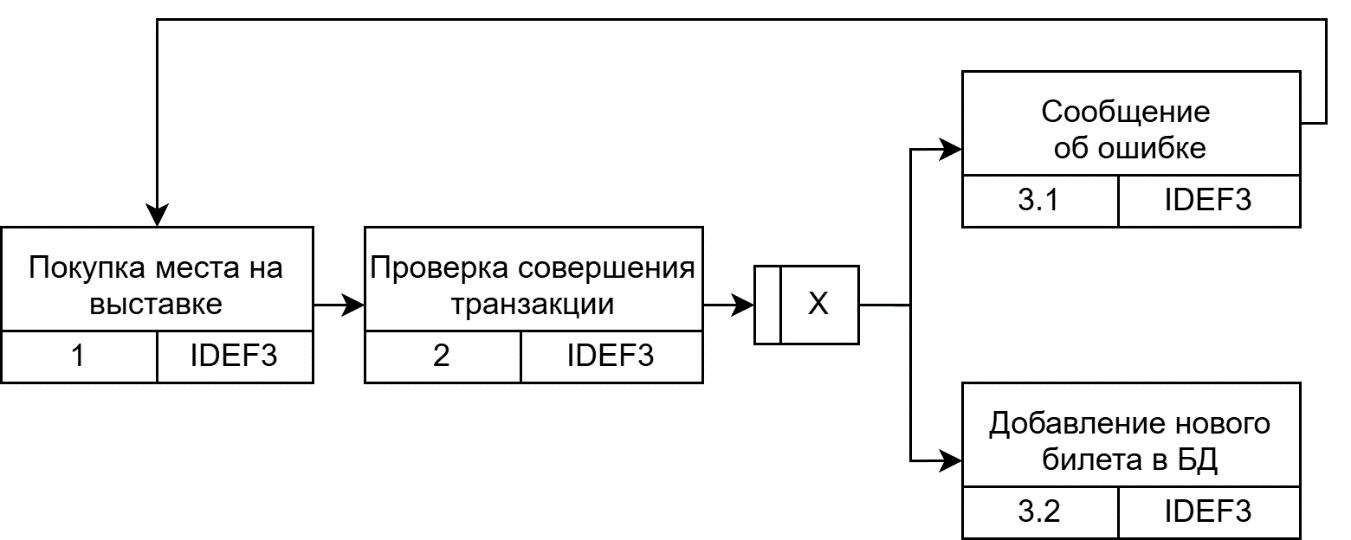 Сообщение
об ошибке
3.1 IDEF3
Покупка места на
выставке
1 IDEF3
Проверка совершения
транзакции
2 IDEF3
X
Добавление нового
билета в БД
3.2 IDEF3